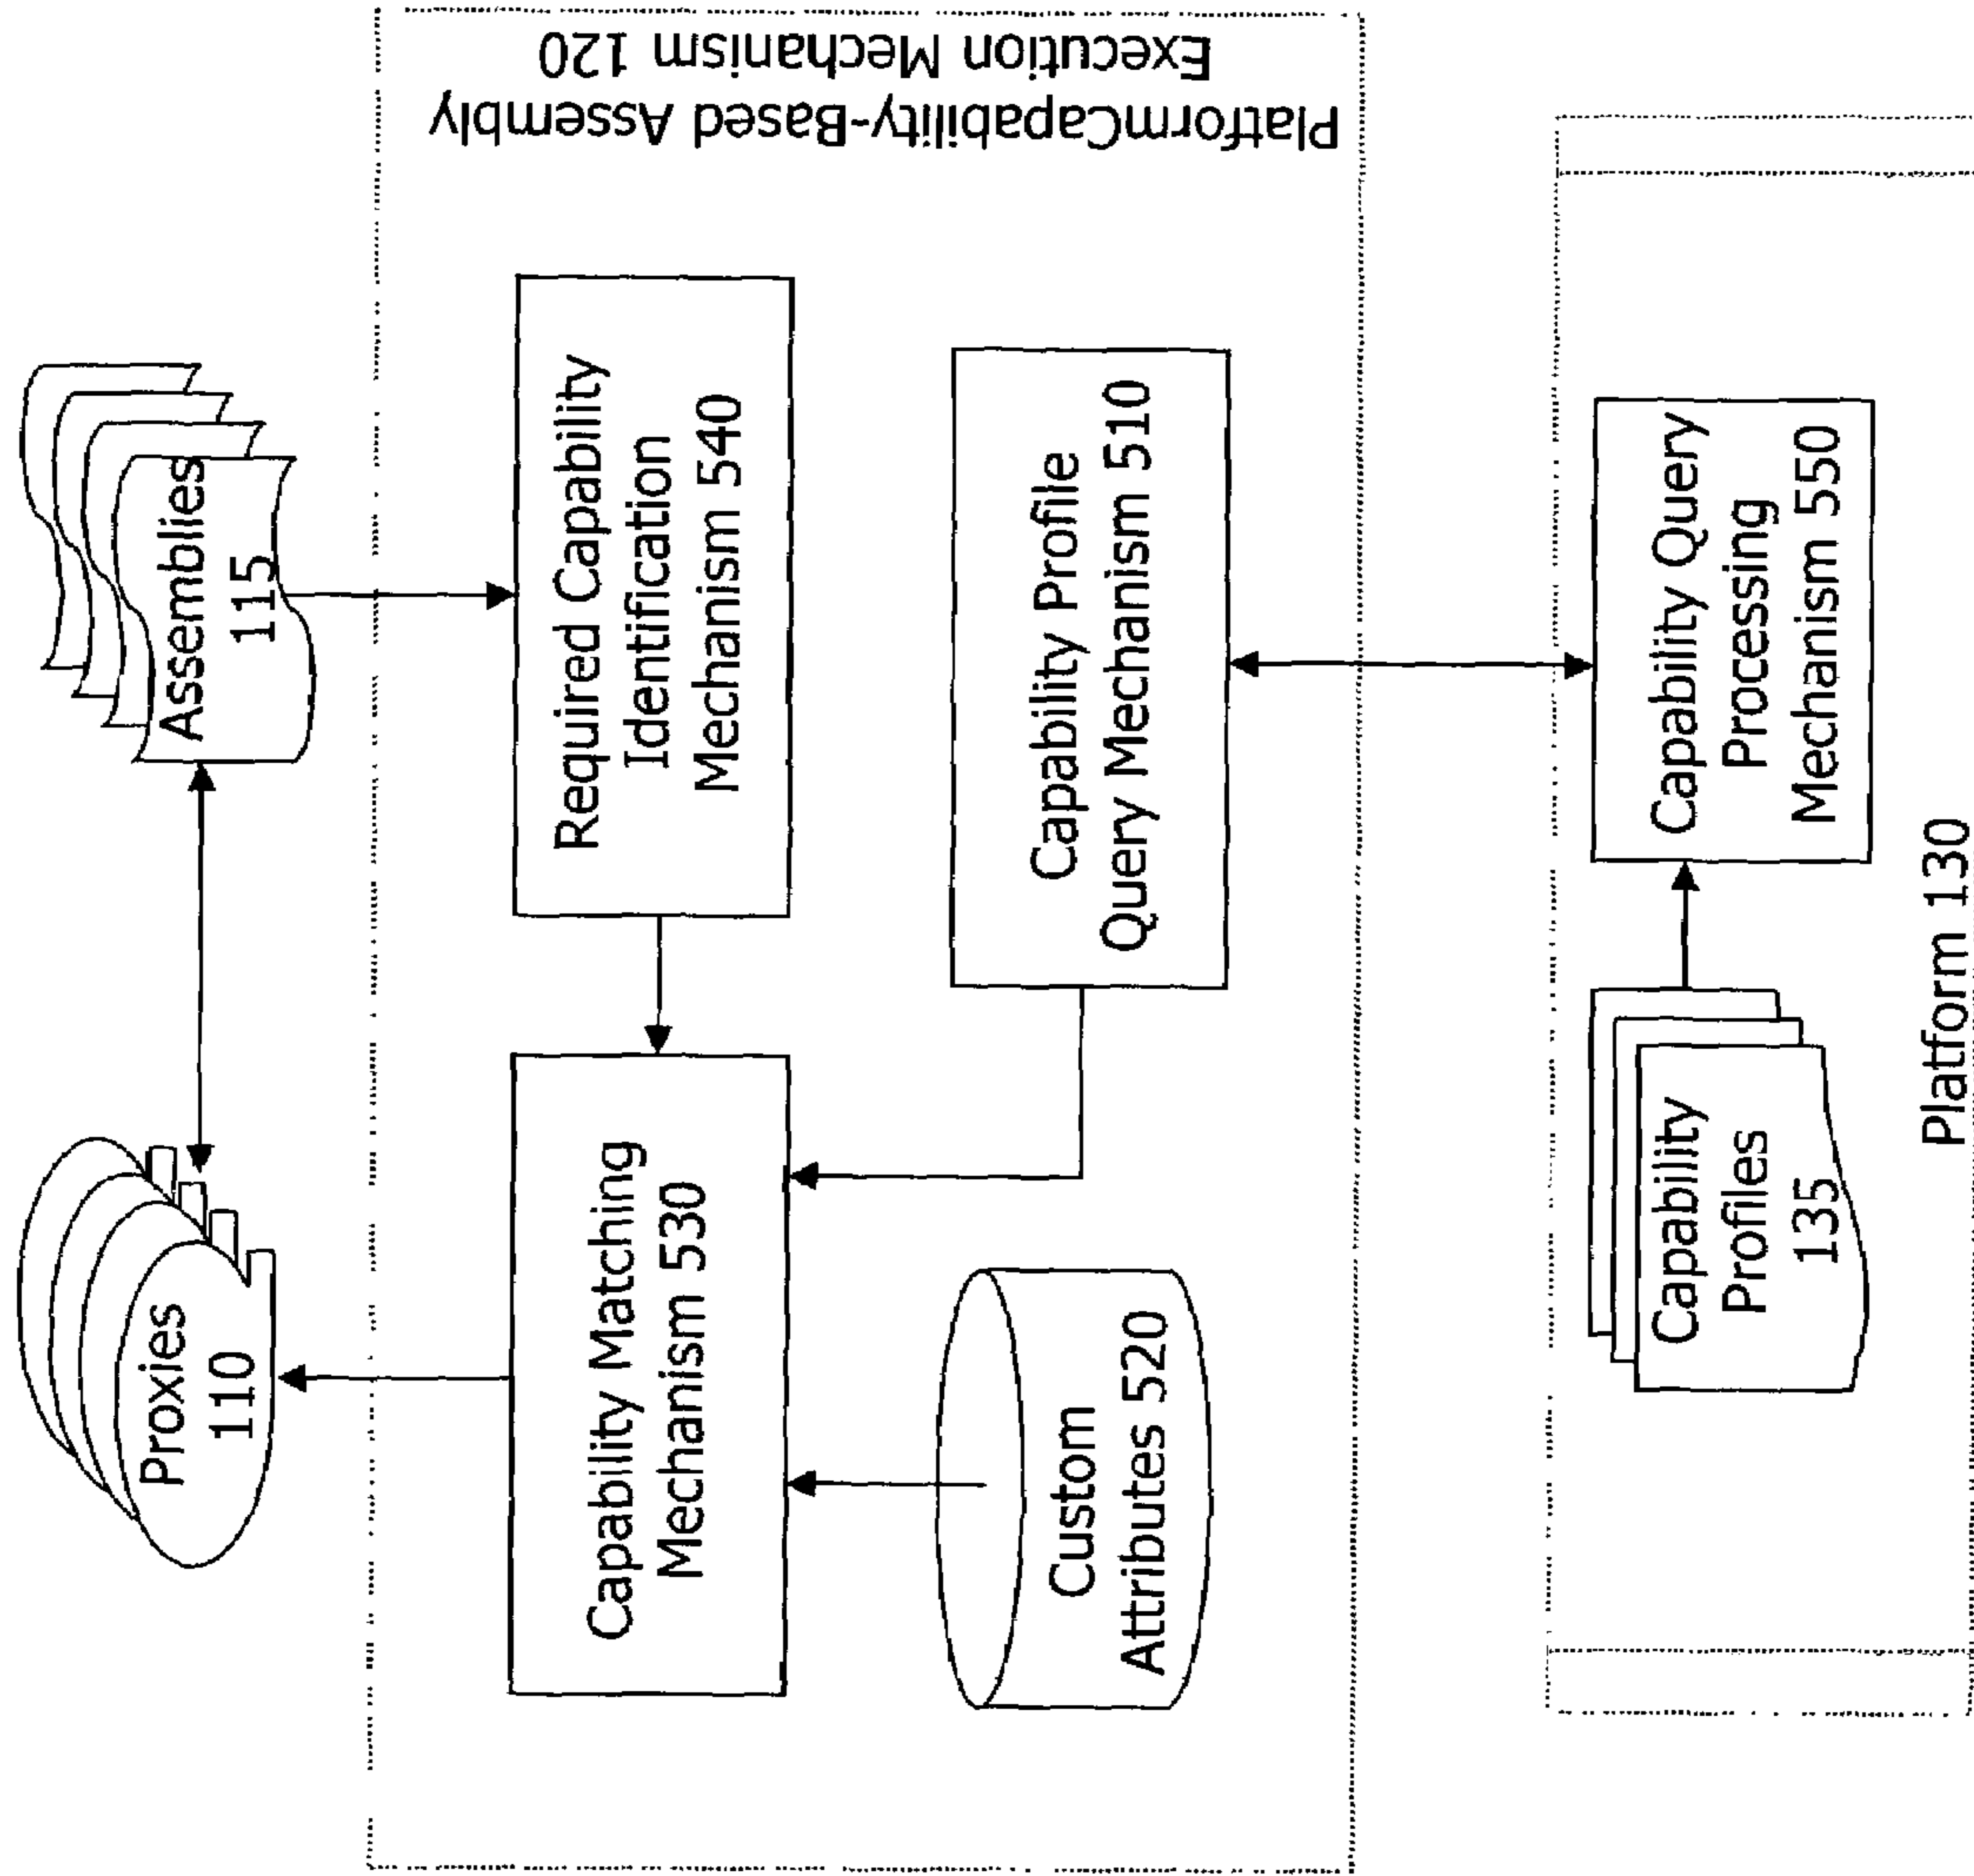 Proxies
110
Assemblies
115
PlatformCapability-Based Assembly
Execution Mechanism 120
Capability Matching
Mechanism 530
Required Capability
Identification
Mechanism 540
Custom
Attributes 520
Capability Profile
Query Mechanism 510
Capability
Profiles
135
Capability Query
Processing
Mechanism 550
Platform 130